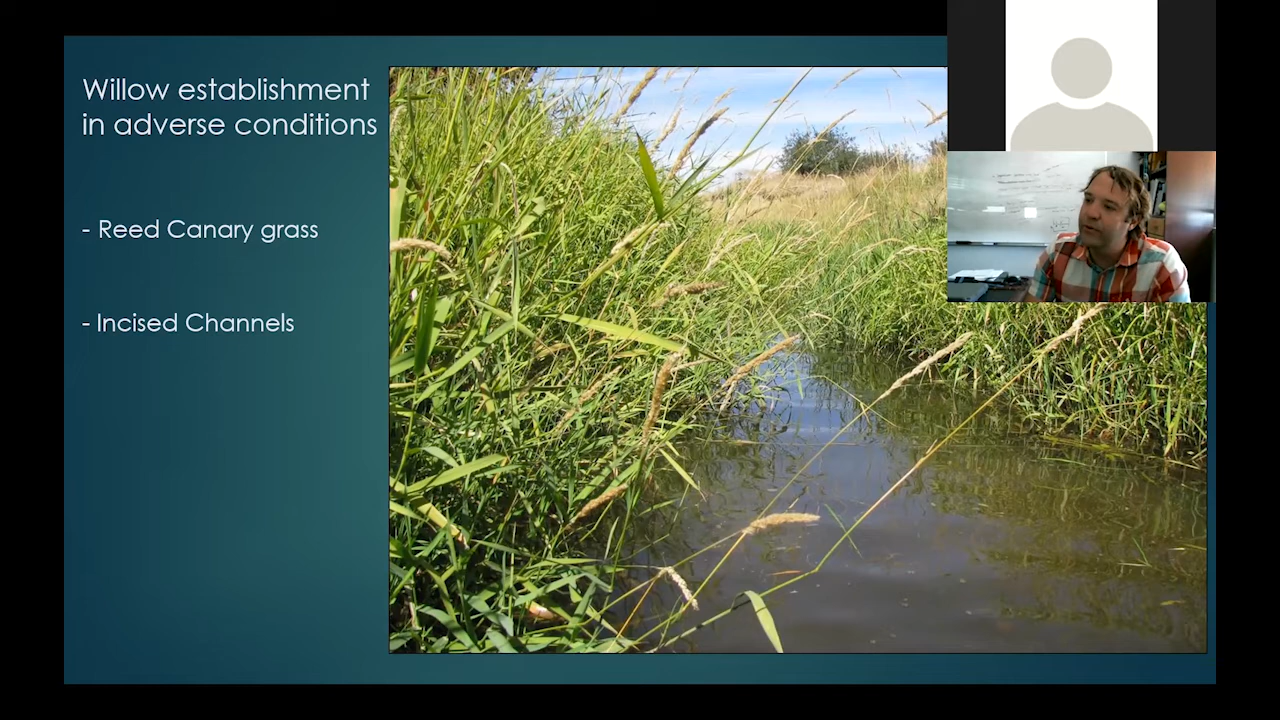 Willow establishment
in adverse conditions
- Reed Canary grass
- Incised Channels